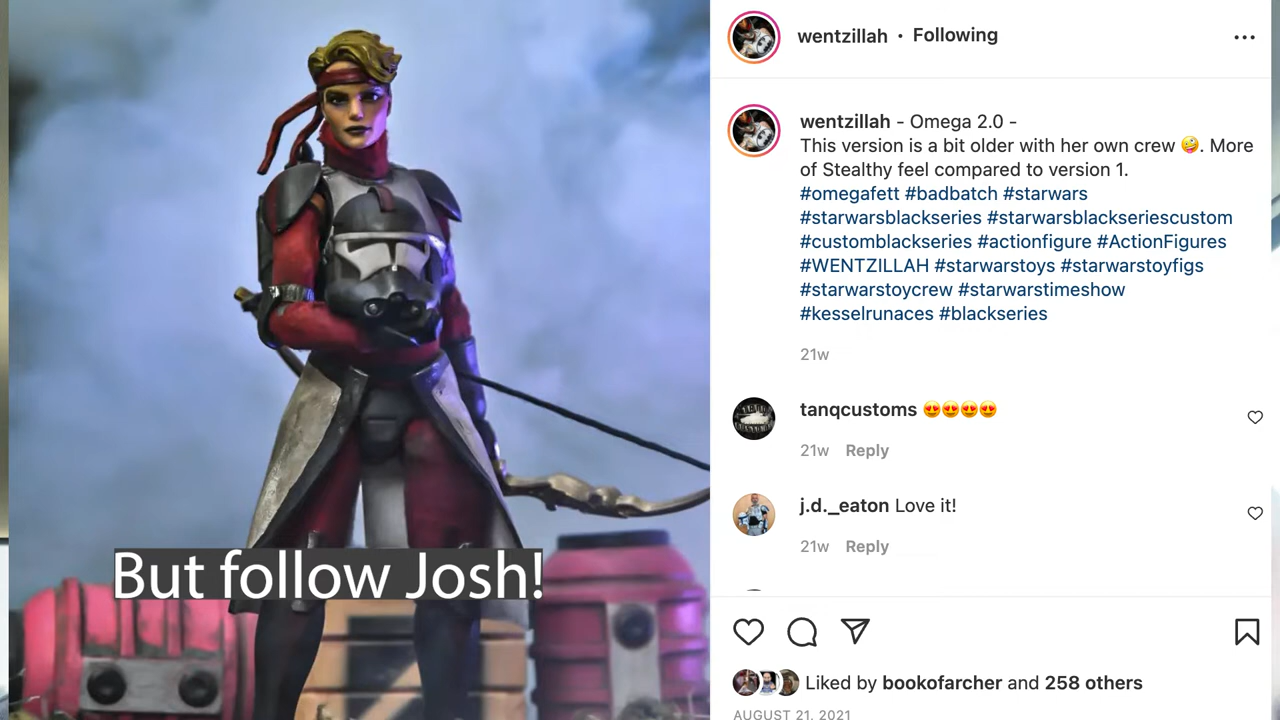 wentzillah • Following
wentzillah - Omega 2.0 -
This version is a bit older with her own crew 🤪. More
of Stealthy feel compared to version 1.
#omegafett #badbatch #starwars
#starwarsblackseries #starwarsblackseriescustom
#customblackseries #actionfigure #ActionFigures
#WENTZILLAH #starwarstoys #starwarstoyfigs
#starwarstoycrew #starwarstimeshow
#kesselrunaces #blackseries
21w
tanqcustoms 😍😍😍😍
21w Reply
j.d._eaton Love it!
21w Reply
But follow Josh!
Liked by bookofarcher and 258 others
AUGUST 21, 2021